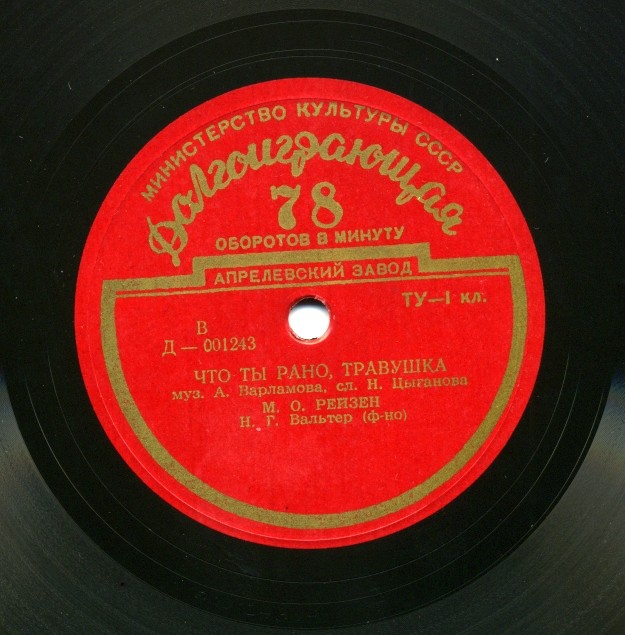 МИНИСТЕРСТВО КУЛЬТУРЫ СССР
Долгоиграющая
78
ОБОРОТОВ В МИНУТУ
АПРЕЛЕВСКИЙ ЗАВОД
ТУ—I кл.
В
Д — 001243
ЧТО ТЫ РАНО, ТРАВУШКА
муз. А. Варламова, сл. Н. Цыганова
М. О. РЕЙЗЕН
Н. Г. Вальтер (ф-но)